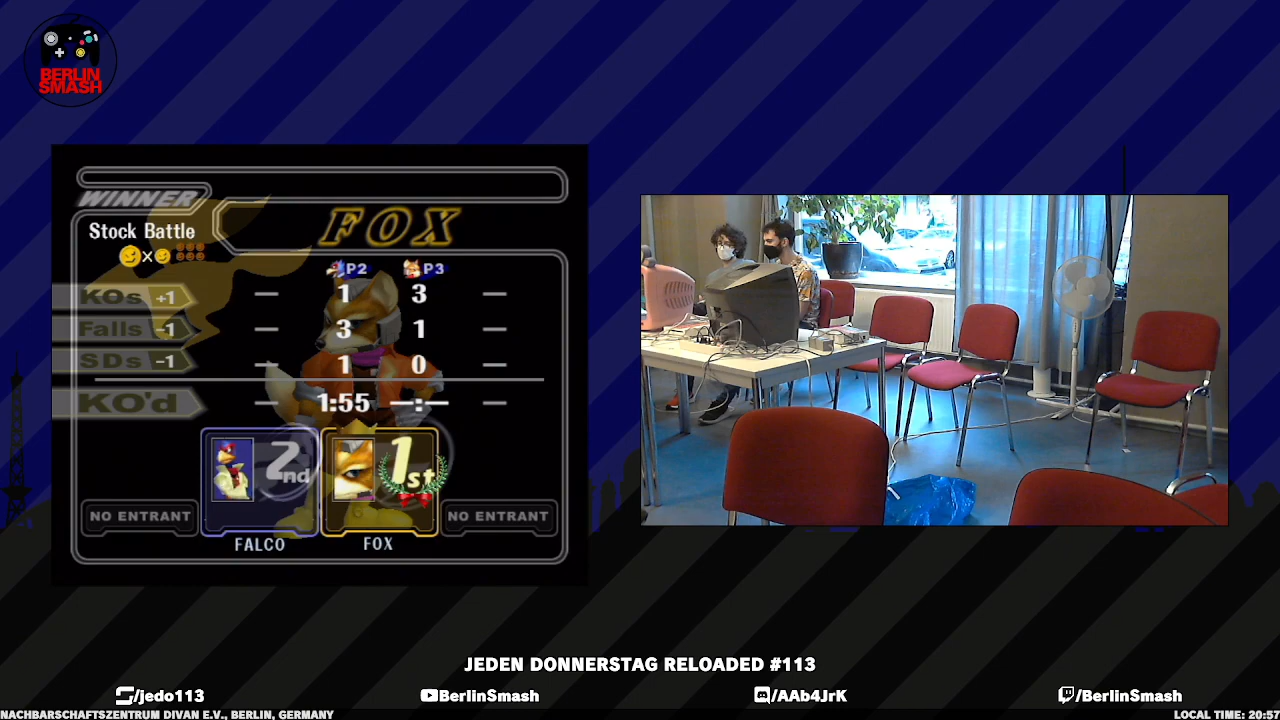 BERLIN
SMASH
WINNER
FOX
Stock Battle
×
P2 P3
KOs +1 — 1 3 —
Falls -1 — 3 1 —
SDs -1 — 1 0 —
KO'd — 1:55 —:— —
2nd 1st
NO ENTRANT NO ENTRANT
FALCO FOX
JEDEN DONNERSTAG RELOADED #113
/jedo113 BerlinSmash /AAb4JrK /BerlinSmash
NACHBARSCHAFTSZENTRUM DIVAN E.V., BERLIN, GERMANY LOCAL TIME: 20:57